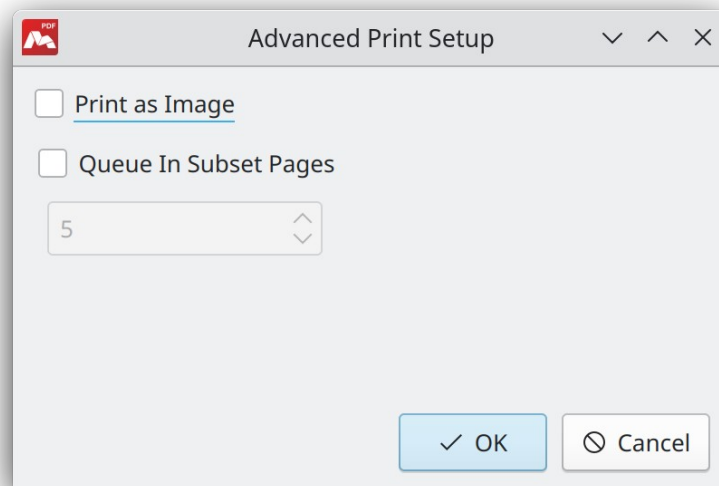 PDF
Advanced Print Setup
Print as Image
Queue In Subset Pages
5
OK
Cancel